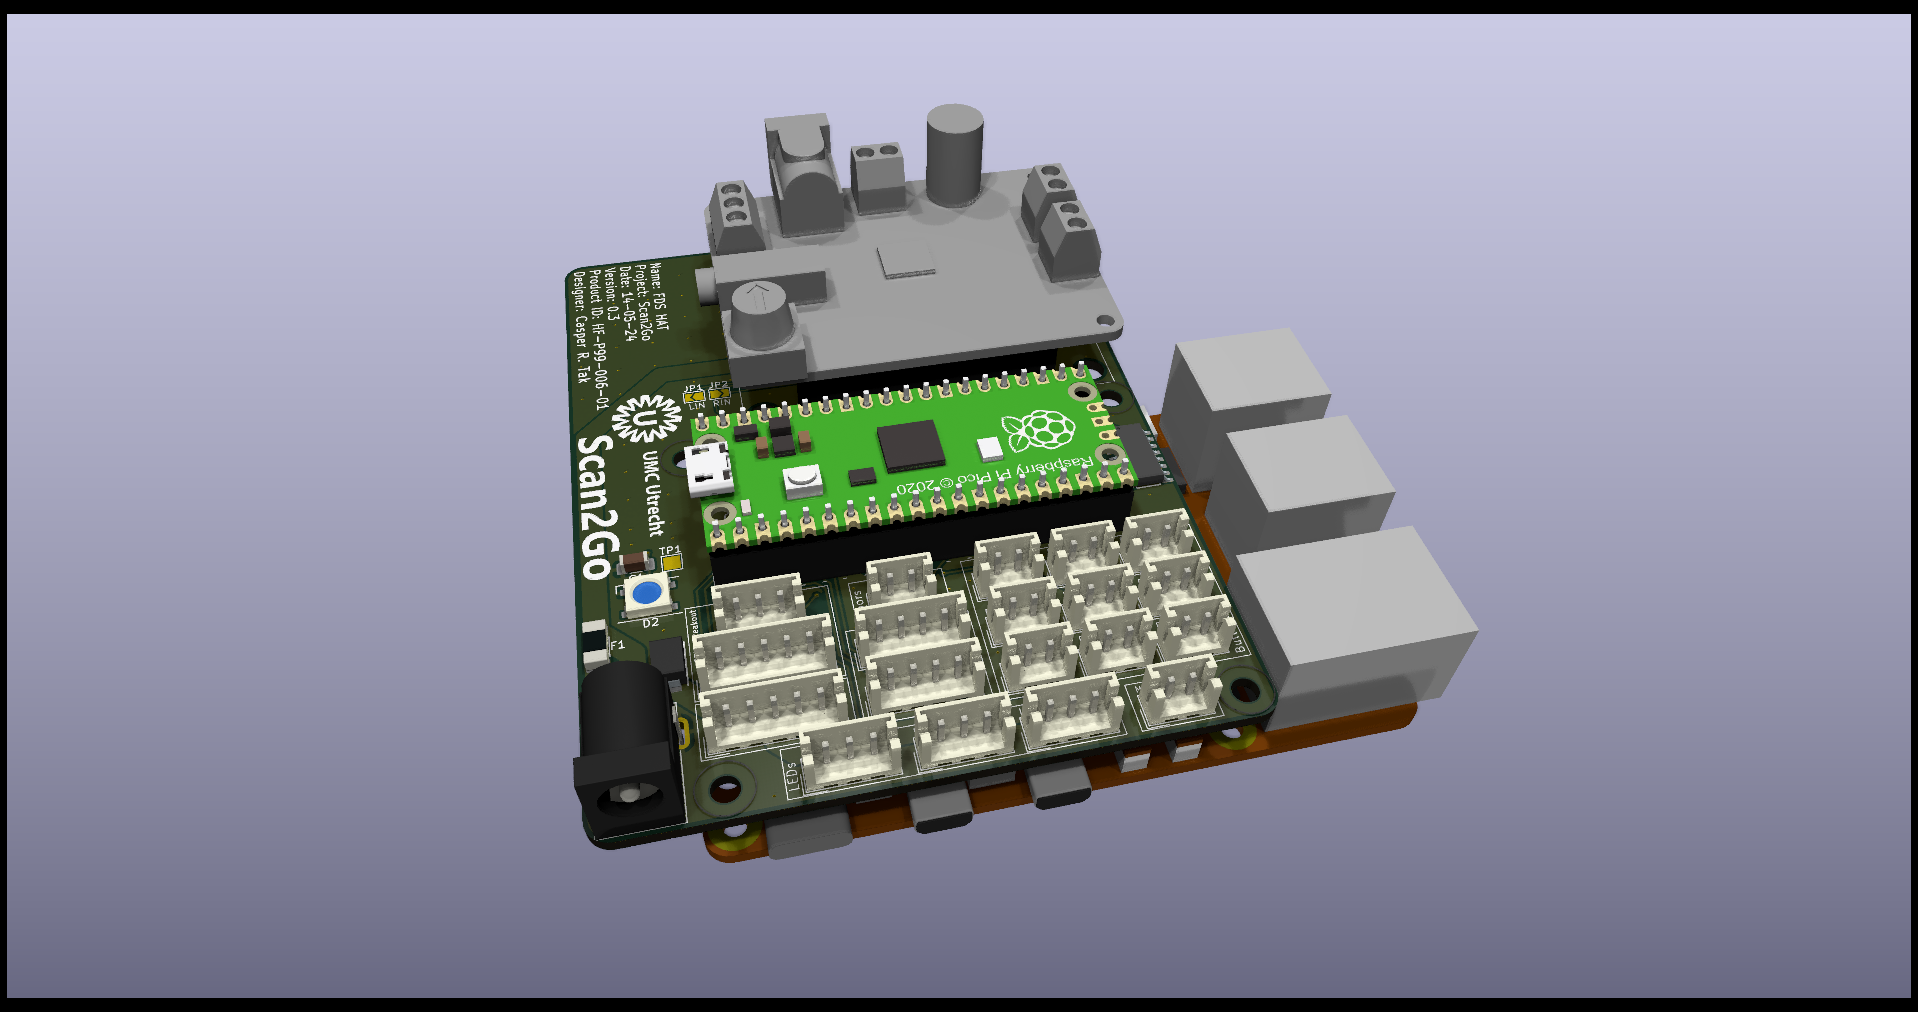 Name: FDS HAT
Project: Scan2Go
Date: 14-05-24
Version: 0.3
Product ID: HF-P99-006-01
Designer: Casper R. Tak
JP1 JP2
LIN RIN
U
UMC Utrecht
Scan2Go
Raspberry Pi Pico © 2020
TP1
D2
F1
LEDs